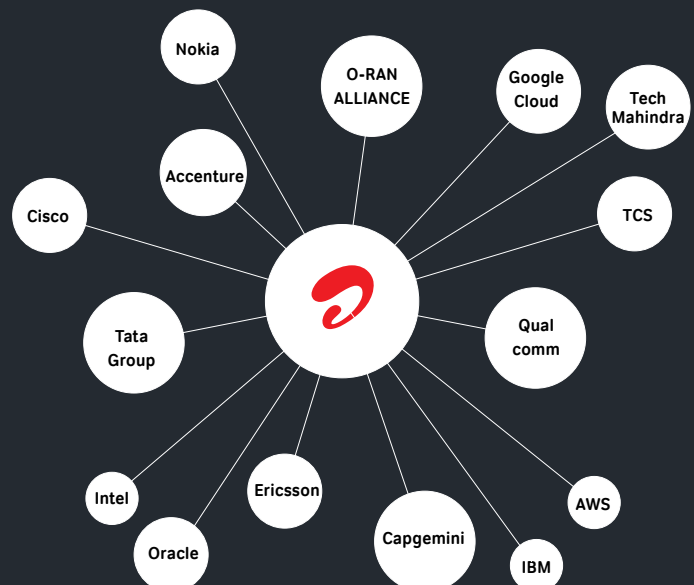 Nokia
O-RAN
ALLIANCE
Google
Cloud
Tech
Mahindra
Accenture
Cisco
TCS
Tata
Group
Qual
comm
Intel
Ericsson
AWS
Oracle
Capgemini
IBM